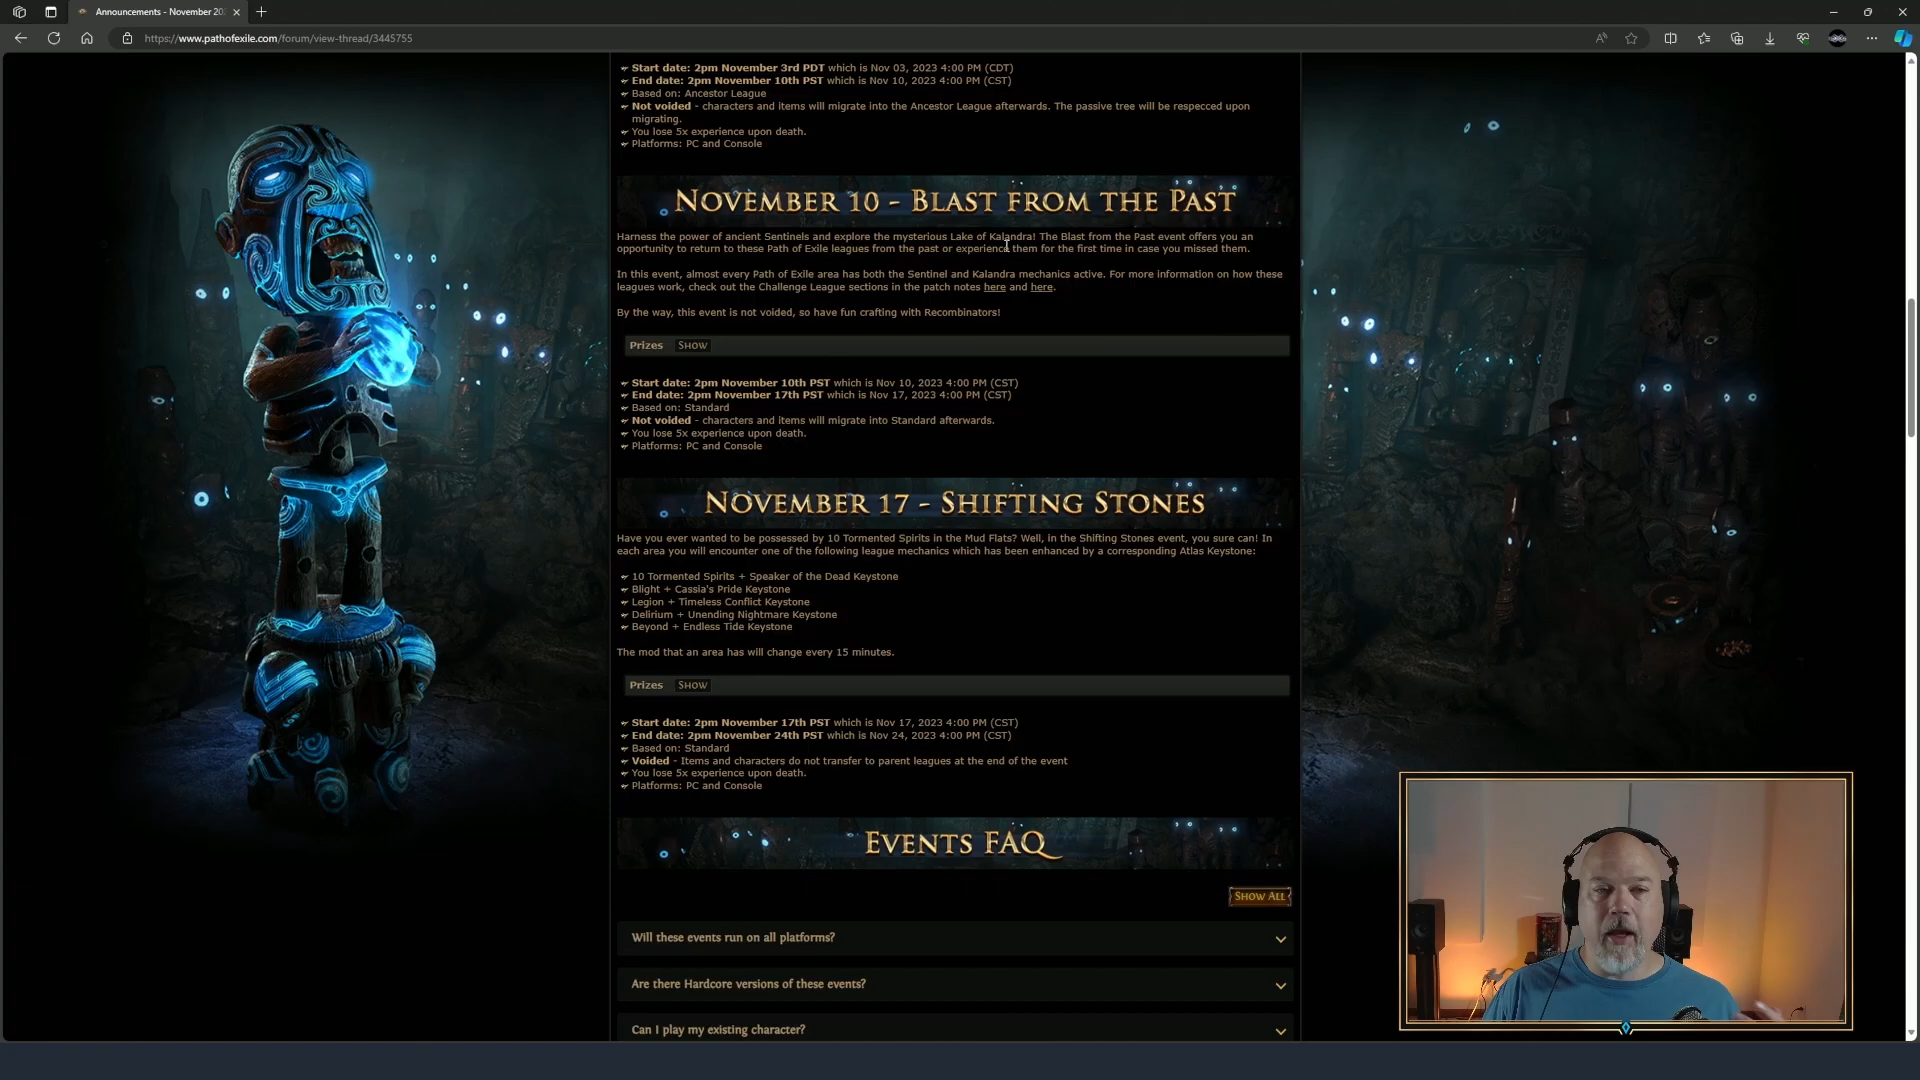 Announcements - November 202
https://www.pathofexile.com/forum/view-thread/3445755
Start date: 2pm November 3rd PDT which is Nov 03, 2023 4:00 PM (CDT)
End date: 2pm November 10th PST which is Nov 10, 2023 4:00 PM (CST)
Based on: Ancestor League
Not voided - characters and items will migrate into the Ancestor League afterwards. The passive tree will be respecced upon
migrating.
You lose 5x experience upon death.
Platforms: PC and Console
November 10 - Blast from the Past
Harness the power of ancient Sentinels and explore the mysterious Lake of Kalandra! The Blast from the Past event offers you an
opportunity to return to these Path of Exile leagues from the past or experience them for the first time in case you missed them.
In this event, almost every Path of Exile area has both the Sentinel and Kalandra mechanics active. For more information on how these
leagues work, check out the Challenge League sections in the patch notes here and here.
By the way, this event is not voided, so have fun crafting with Recombinators!
Prizes Show
Start date: 2pm November 10th PST which is Nov 10, 2023 4:00 PM (CST)
End date: 2pm November 17th PST which is Nov 17, 2023 4:00 PM (CST)
Based on: Standard
Not voided - characters and items will migrate into Standard afterwards.
You lose 5x experience upon death.
Platforms: PC and Console
November 17 - Shifting Stones
Have you ever wanted to be possessed by 10 Tormented Spirits in the Mud Flats? Well, in the Shifting Stones event, you sure can! In
each area you will encounter one of the following league mechanics which has been enhanced by a corresponding Atlas Keystone:
10 Tormented Spirits + Speaker of the Dead Keystone
Blight + Cassia's Pride Keystone
Legion + Timeless Conflict Keystone
Delirium + Unending Nightmare Keystone
Beyond + Endless Tide Keystone
The mod that an area has will change every 15 minutes.
Prizes Show
Start date: 2pm November 17th PST which is Nov 17, 2023 4:00 PM (CST)
End date: 2pm November 24th PST which is Nov 24, 2023 4:00 PM (CST)
Based on: Standard
Voided - Items and characters do not transfer to parent leagues at the end of the event
You lose 5x experience upon death.
Platforms: PC and Console
Events FAQ
Show All
Will these events run on all platforms?
Are there Hardcore versions of these events?
Can I play my existing character?